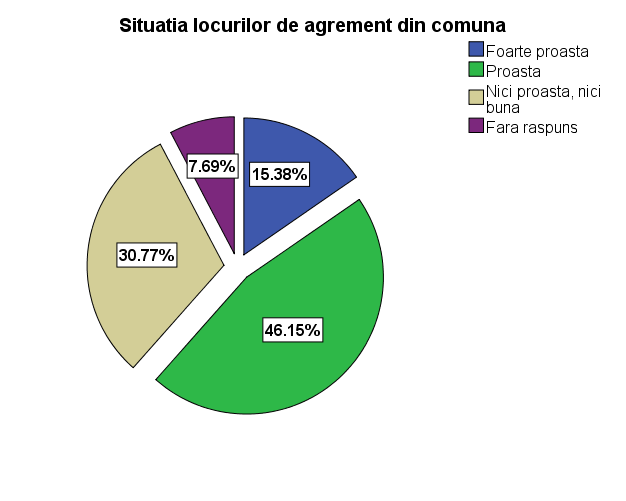 Situatia locurilor de agrement din comuna
Foarte proasta
Proasta
Nici proasta, nici
buna
Fara raspuns
7.69%
15.38%
30.77%
46.15%